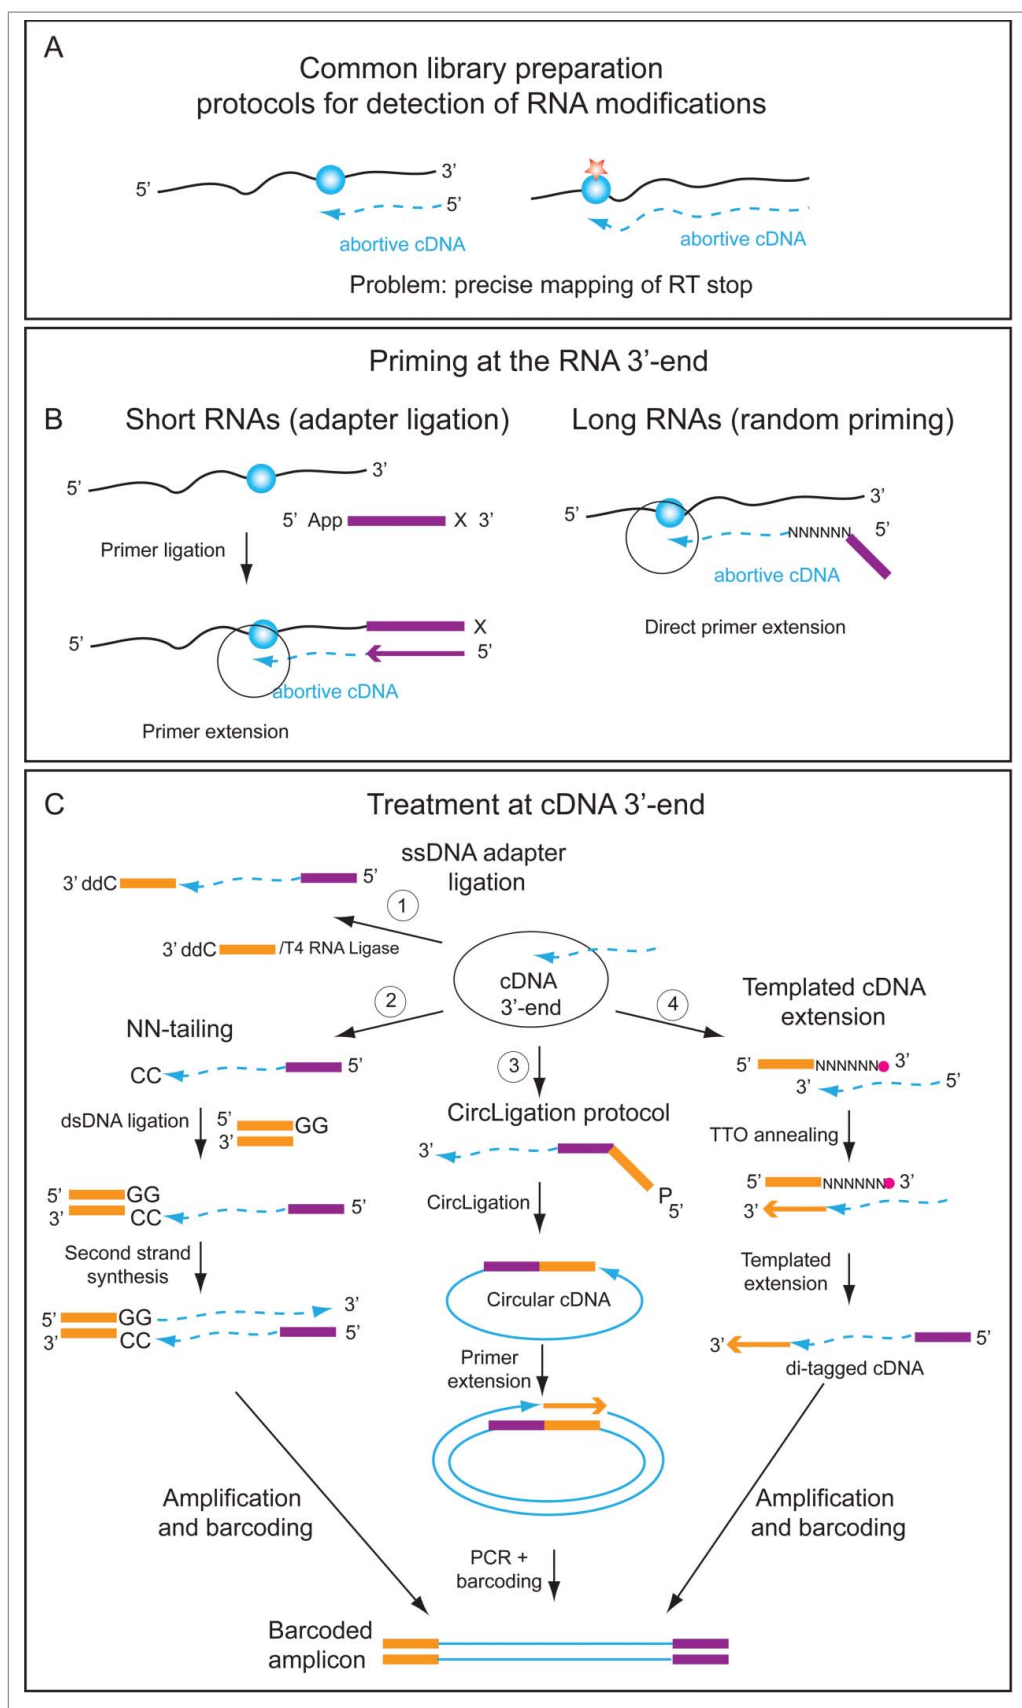 A
Common library preparation
protocols for detection of RNA modifications
5’
3’
5’
abortive cDNA
abortive cDNA
Problem: precise mapping of RT stop
Priming at the RNA 3’-end
B
Short RNAs (adapter ligation)
Long RNAs (random priming)
5’
3’
5’ App
X 3’
Primer ligation
5’
X
5’
abortive cDNA
Primer extension
5’
3’
NNNNNN
5’
abortive cDNA
Direct primer extension
C
Treatment at cDNA 3’-end
ssDNA adapter
ligation
3’ ddC
5’
1
3’ ddC
/T4 RNA Ligase
cDNA
3’-end
2
NN-tailing
CC
5’
dsDNA ligation
5’
GG
3’
5’
GG
3’
CC
5’
Second strand
synthesis
5’
GG
3’
3’
CC
5’
3
CircLigation protocol
3’
P
5’
CircLigation
Circular cDNA
Primer
extension
4
Templated cDNA
extension
5’
NNNNNN
3’
3’
5’
TTO annealing
5’
NNNNNN
3’
3’
Templated
extension
3’
5’
di-tagged cDNA
Amplification
and barcoding
Amplification
and barcoding
PCR +
barcoding
Barcoded
amplicon